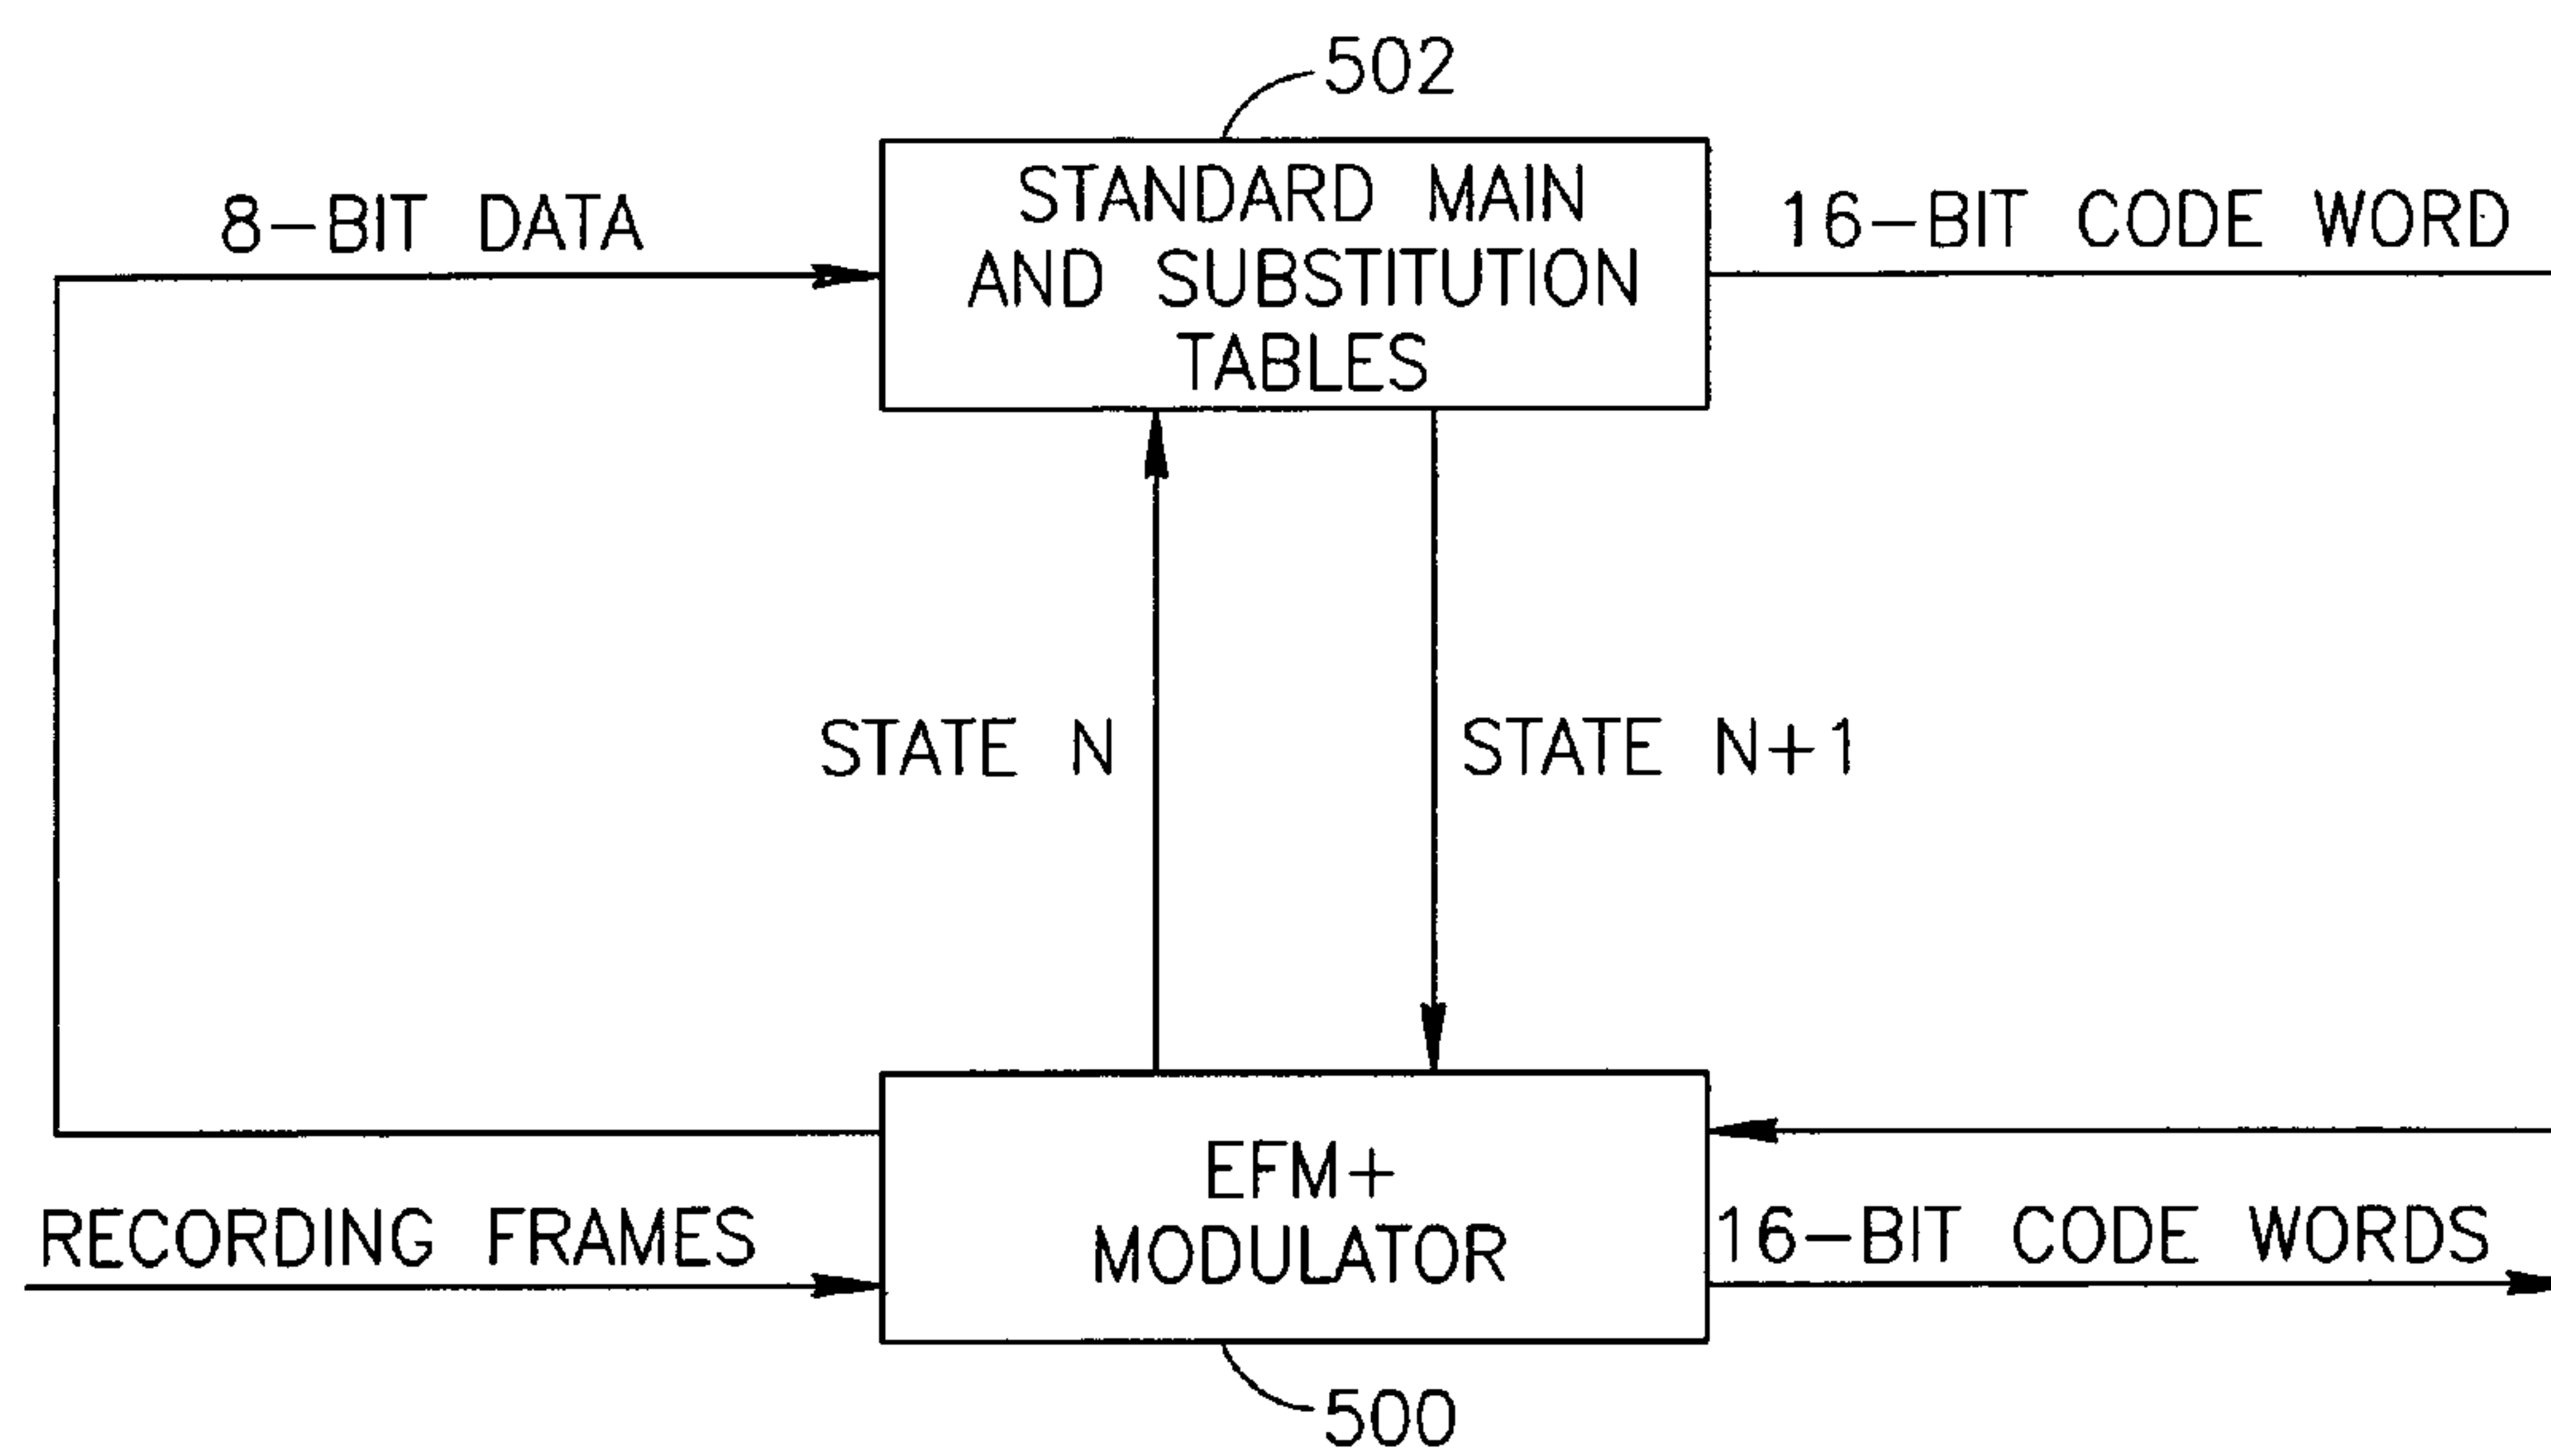 502
8-BIT DATA
STANDARD MAIN
AND SUBSTITUTION
TABLES
16-BIT CODE WORD
STATE N
STATE N+1
EFM+
MODULATOR
RECORDING FRAMES
16-BIT CODE WORDS
500